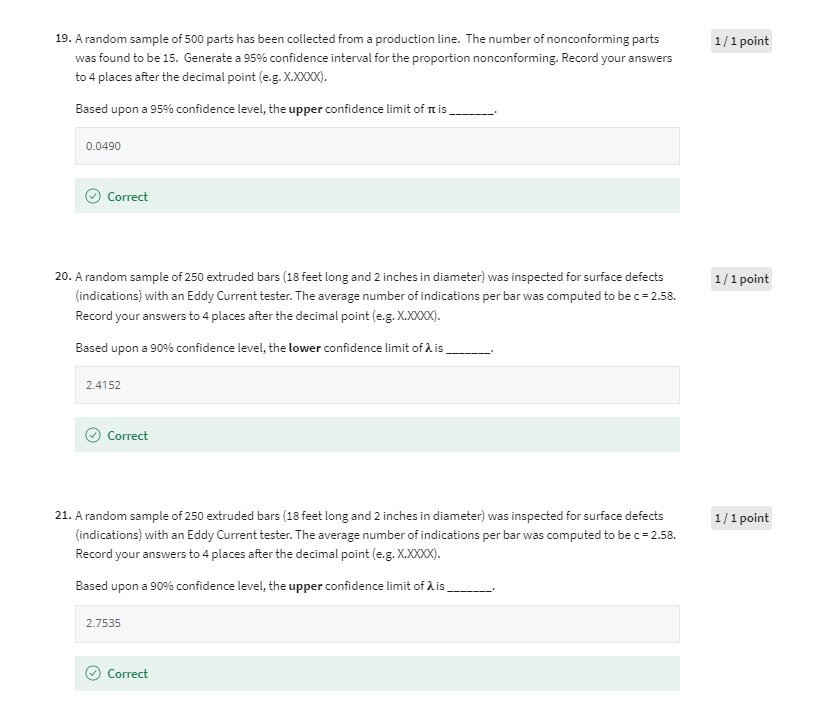 19. A random sample of 500 parts has been collected from a production line. The number of nonconforming parts
1 / 1 point
was found to be 15. Generate a 95% confidence interval for the proportion nonconforming. Record your answers
to 4 places after the decimal point (e.g. X.XXXX).
Based upon a 95% confidence level, the upper confidence limit of π is _______.
0.0490
Correct
20. A random sample of 250 extruded bars (18 feet long and 2 inches in diameter) was inspected for surface defects
1 / 1 point
(indications) with an Eddy Current tester. The average number of indications per bar was computed to be c = 2.58.
Record your answers to 4 places after the decimal point (e.g. X.XXXX).
Based upon a 90% confidence level, the lower confidence limit of λ is _______.
2.4152
Correct
21. A random sample of 250 extruded bars (18 feet long and 2 inches in diameter) was inspected for surface defects
1 / 1 point
(indications) with an Eddy Current tester. The average number of indications per bar was computed to be c = 2.58.
Record your answers to 4 places after the decimal point (e.g. X.XXXX).
Based upon a 90% confidence level, the upper confidence limit of λ is _______.
2.7535
Correct